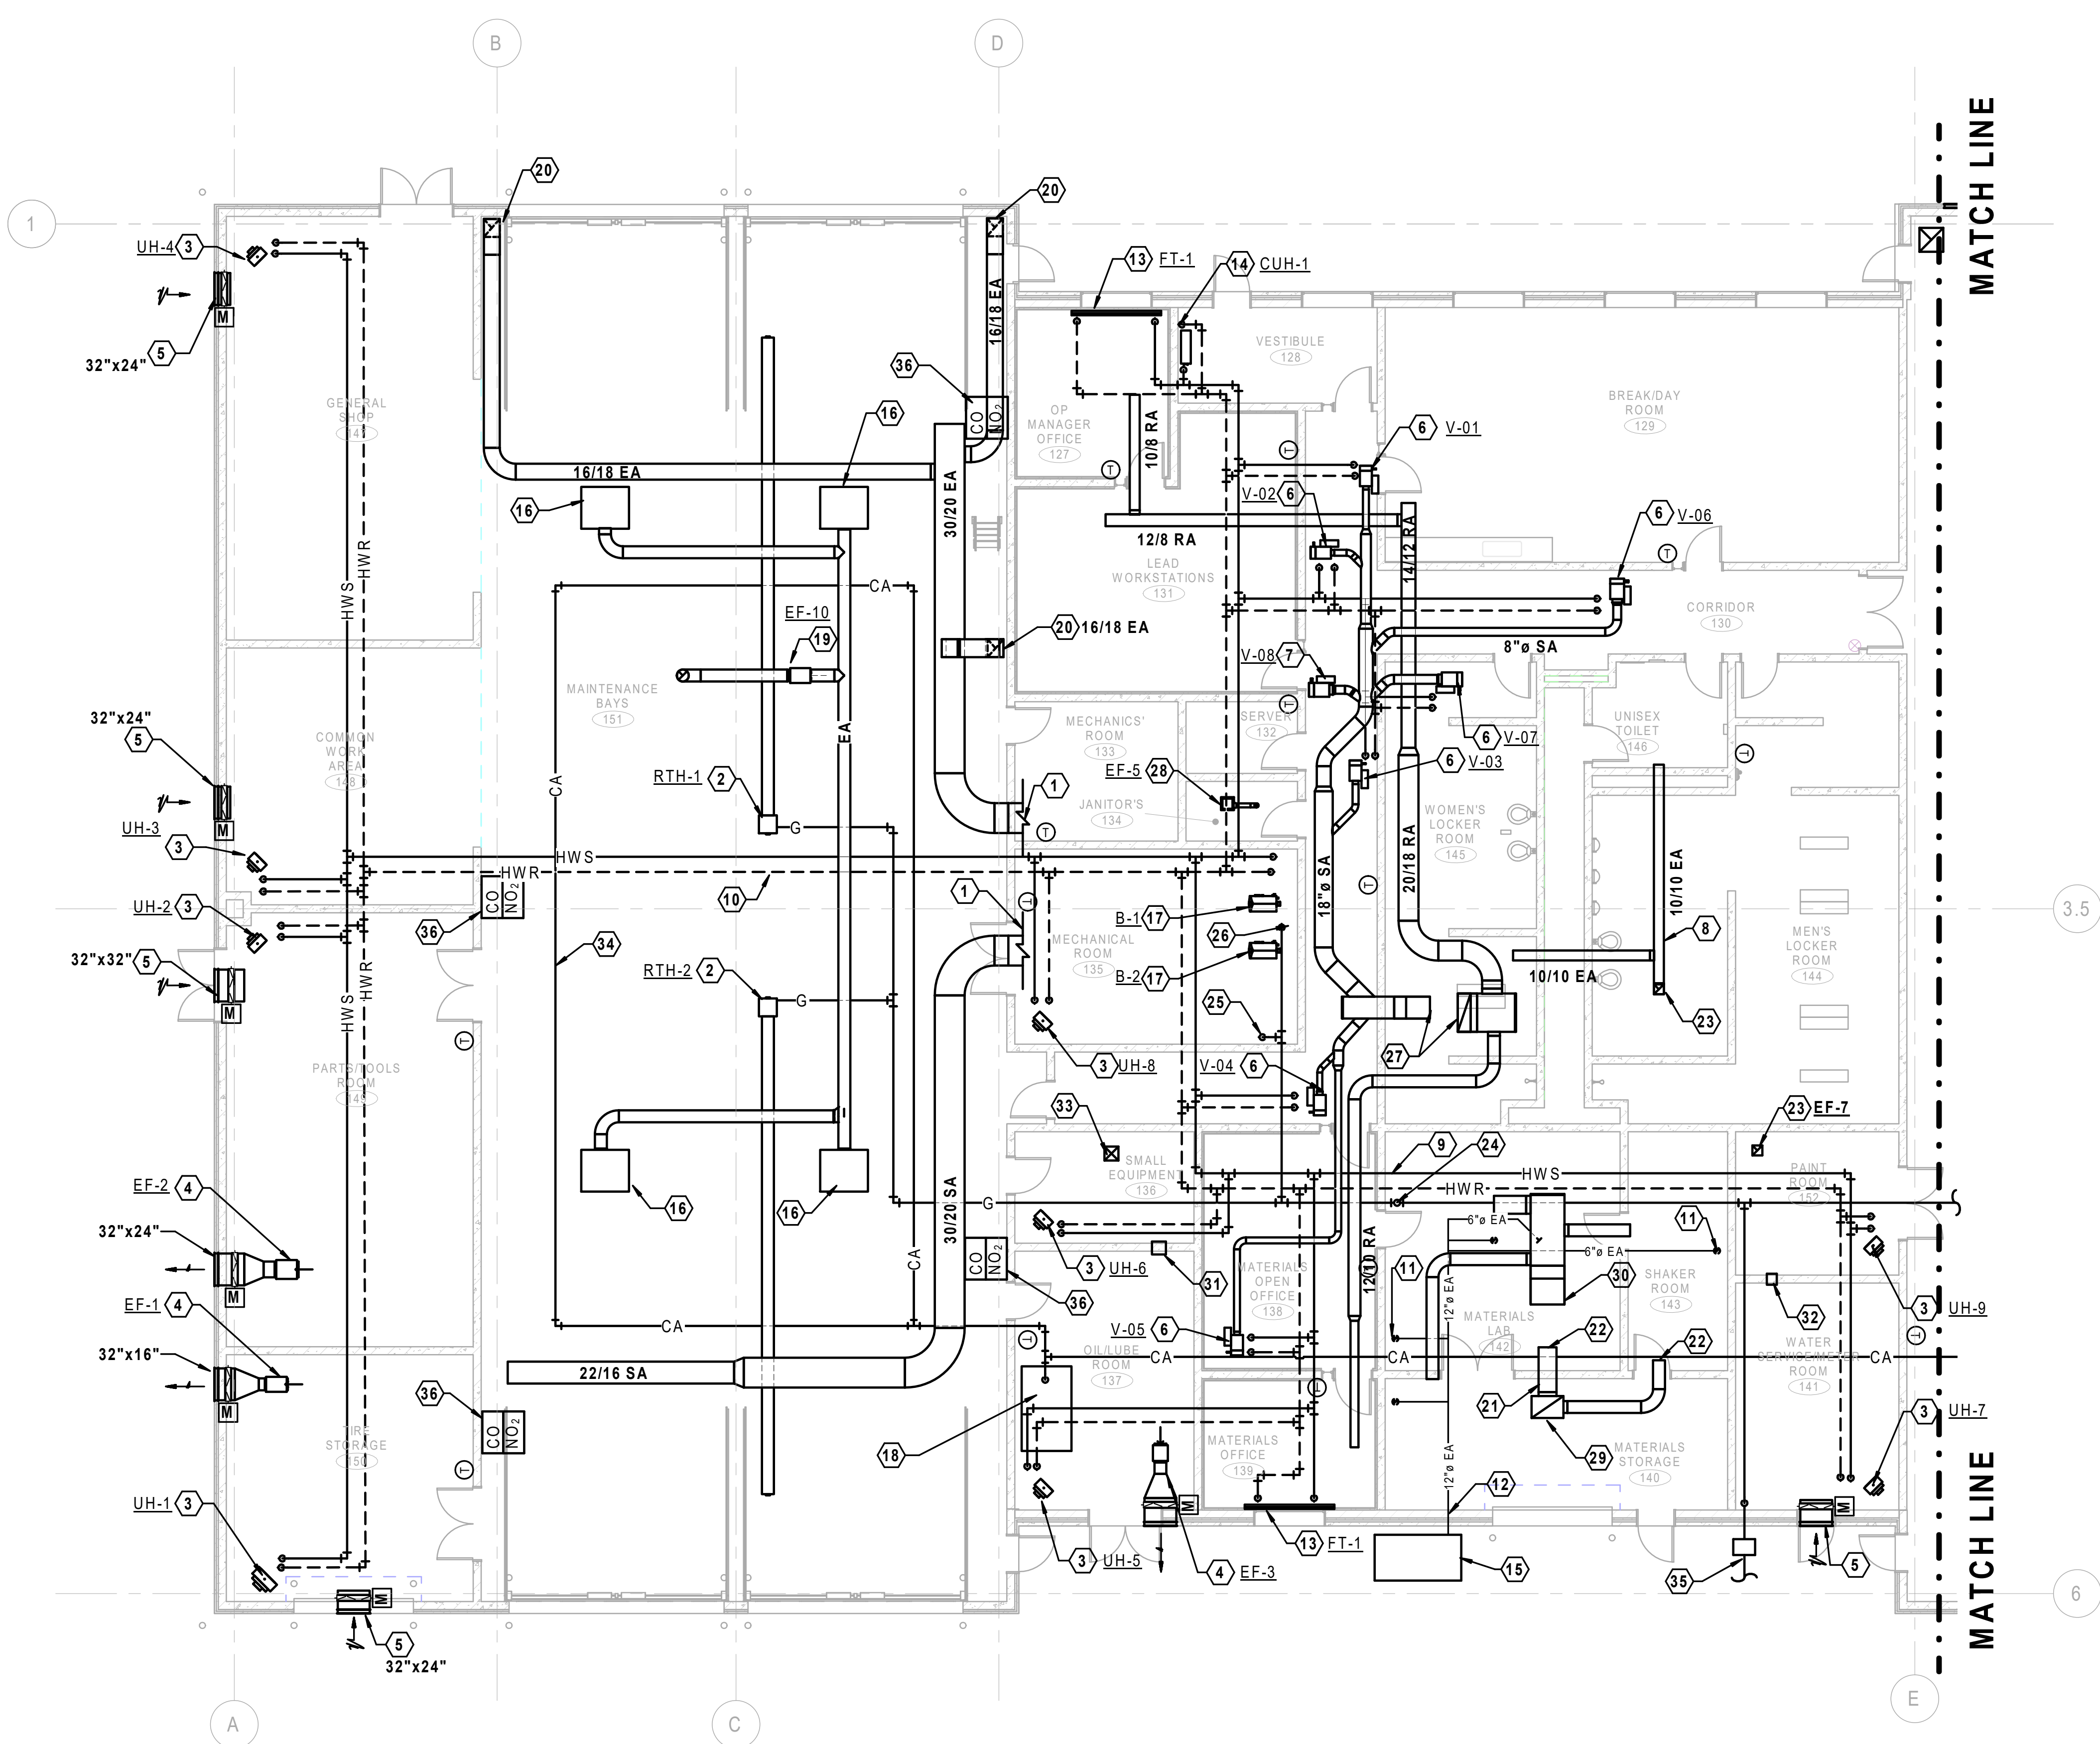 B
D
MATCH LINE
1
20
20
UH-4 3
13 FT-1
14 CUH-1
M
16/18 EA
5
32"x24"
VESTIBULE
128
36
CO
NO2
GENERAL
SHOP
147
BREAK/DAY
ROOM
129
OP
MANAGER
OFFICE
127
16
10/8 RA
6 V-01
T
T
16/18 EA
30/20 EA
V-02 6
16
6 V-06
12/8 RA
14/12 RA
HWR
HWS
T
LEAD
WORKSTATIONS
131
CA
EF-10
19
CORRIDOR
130
20 16/18 EA
8"ø SA
V-08 7
MAINTENANCE
BAYS
151
T
32"x24"
5
MECHANICS'
ROOM
133
SERVER
132
UNISEX
TOILET
146
COMMON
WORK
AREA
148
EA
6 V-07
T
RTH-1 2
EF-5 28
6 V-03
CA
1
JANITOR'S
134
WOMEN'S
LOCKER
ROOM
145
M
UH-3
3
G
T
20/18 RA
HWS
HWR
18"ø SA
T
10/10 EA
UH-2 3
CO
NO2
36
10
1
T
B-1 17
26
8
3.5
34
MECHANICAL
ROOM
135
MEN'S
LOCKER
ROOM
144
32"x32" 5
RTH-2 2
B-2 17
10/10 EA
HWR
HWS
M
G
25
23
T
27
PARTS/TOOLS
ROOM
149
3 UH-8
V-04 6
33
23 EF-7
9
24
SMALL
EQUIPMENT
136
HWS
PAINT
ROOM
152
EF-2 4
HWR
16
16
G
30/20 SA
6"ø EA
11
32"x24"
6"ø EA
CO
NO2
CA
3 UH-6
31
MATERIALS
OPEN
OFFICE
138
12/10 RA
T
11
12"ø EA
30
SHAKER
ROOM
143
M
32
3 UH-9
EF-1 4
36
CA
V-05 6
T
MATERIALS
LAB
142
22
22
T
32"x16"
OIL/LUBE
ROOM
137
CA
CA
WATER
SERVICE/METER
ROOM
141
CA
22/16 SA
T
M
36
CO
NO2
21
3 UH-7
TIRE
STORAGE
150
18
MATERIALS
OFFICE
139
12"ø EA
29
MATERIALS
STORAGE
140
T
UH-1 3
M
12
M
3 UH-5
4 EF-3
13 FT-1
15
35
5
M
6
5
32"x24"
MATCH LINE
A
C
E